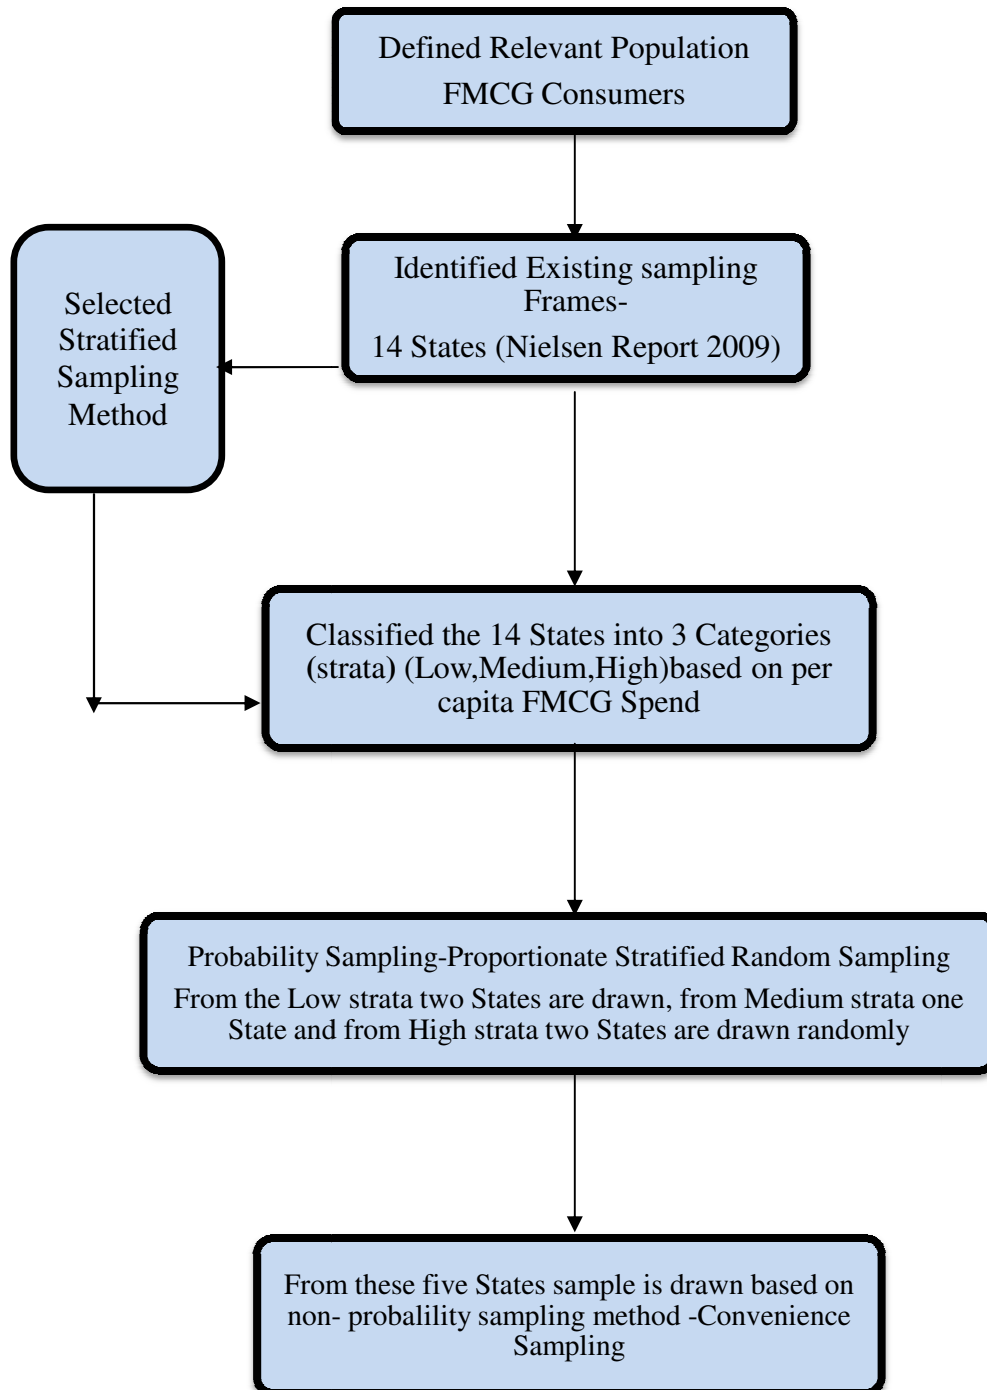 Defined Relevant Population
FMCG Consumers
Identified Existing sampling
Frames-
14 States (Nielsen Report 2009)
Selected
Stratified
Sampling
Method
Classified the 14 States into 3 Categories
(strata) (Low,Medium,High)based on per
capita FMCG Spend
Probability Sampling-Proportionate Stratified Random Sampling
From the Low strata two States are drawn, from Medium strata one
State and from High strata two States are drawn randomly
From these five States sample is drawn based on
non- probalility sampling method -Convenience
Sampling